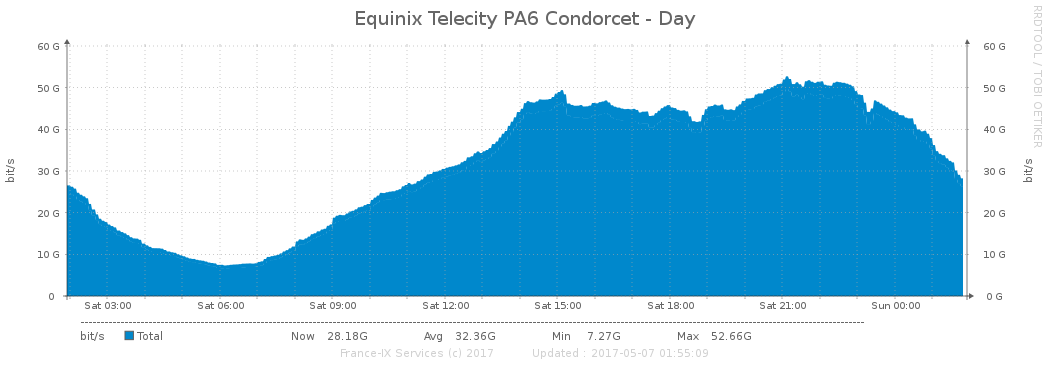 Equinix Telecity PA6 Condorcet - Day
RRDTOOL / TOBI OETIKER
bit/s
60 G 60 G
50 G 50 G
40 G 40 G
30 G 30 G
20 G 20 G
10 G 10 G
0 0 G
bit/s
Sat 03:00 Sat 06:00 Sat 09:00 Sat 12:00 Sat 15:00 Sat 18:00 Sat 21:00 Sun 00:00
bit/s Total Now 28.18G Avg 32.36G Min 7.27G Max 52.66G
France-IX Services (c) 2017 Updated : 2017-05-07 01:55:09